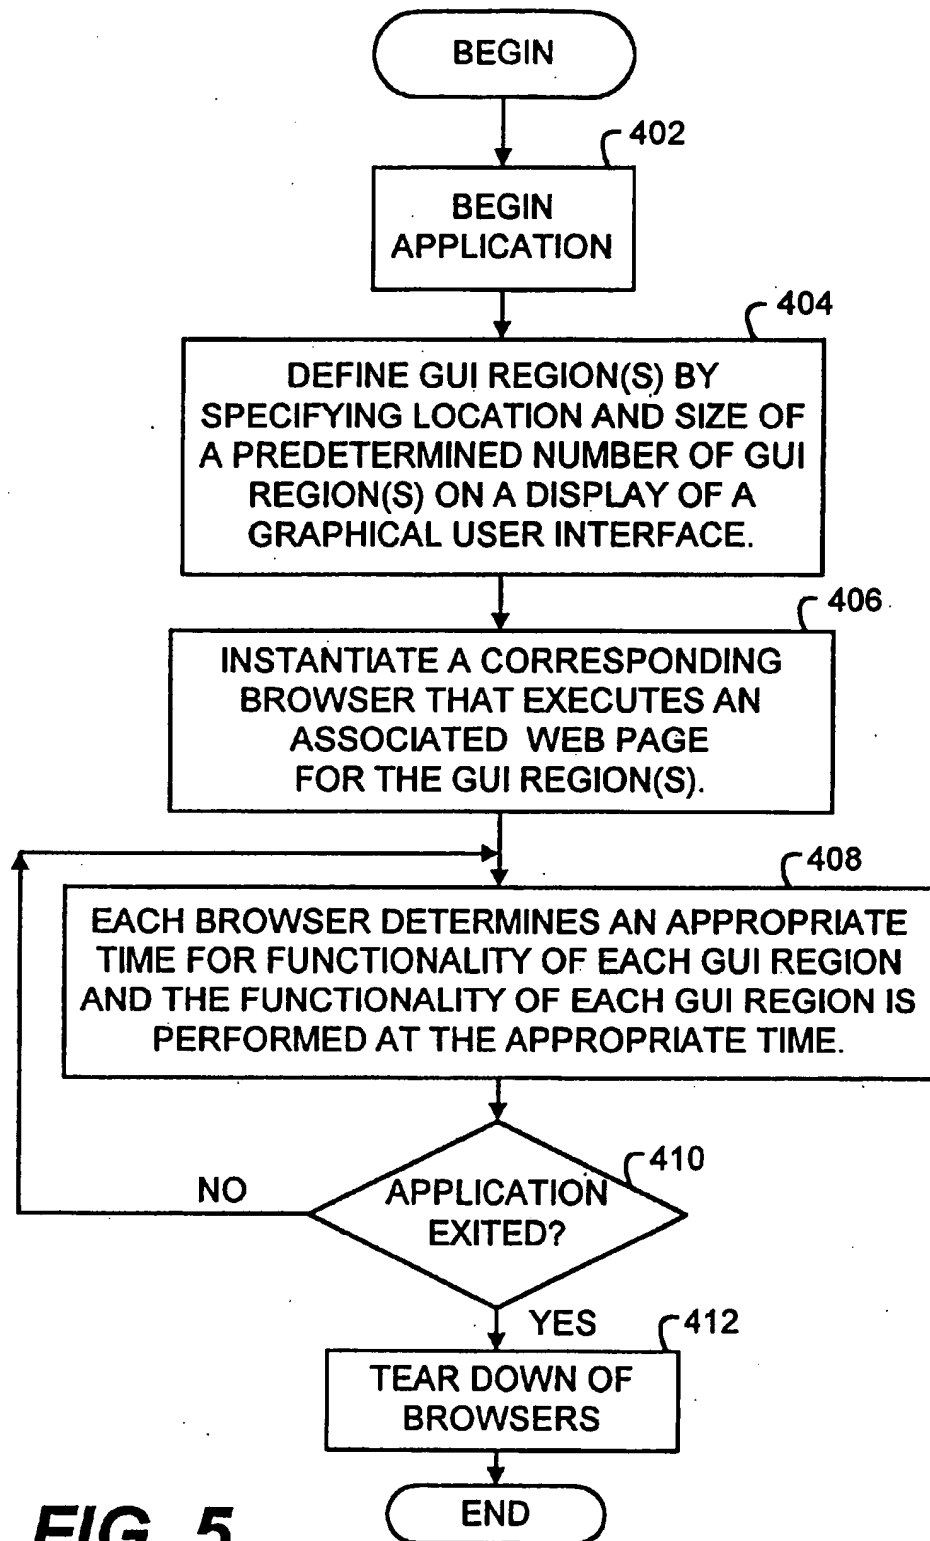 BEGIN
402
BEGIN
APPLICATION
404
DEFINE GUI REGION(S) BY
SPECIFYING LOCATION AND SIZE OF
A PREDETERMINED NUMBER OF GUI
REGION(S) ON A DISPLAY OF A
GRAPHICAL USER INTERFACE.
406
INSTANTIATE A CORRESPONDING
BROWSER THAT EXECUTES AN
ASSOCIATED WEB PAGE
FOR THE GUI REGION(S).
408
EACH BROWSER DETERMINES AN APPROPRIATE
TIME FOR FUNCTIONALITY OF EACH GUI REGION
AND THE FUNCTIONALITY OF EACH GUI REGION IS
PERFORMED AT THE APPROPRIATE TIME.
410
NO
APPLICATION
EXITED?
YES
412
TEAR DOWN OF
BROWSERS
END
FIG. 5